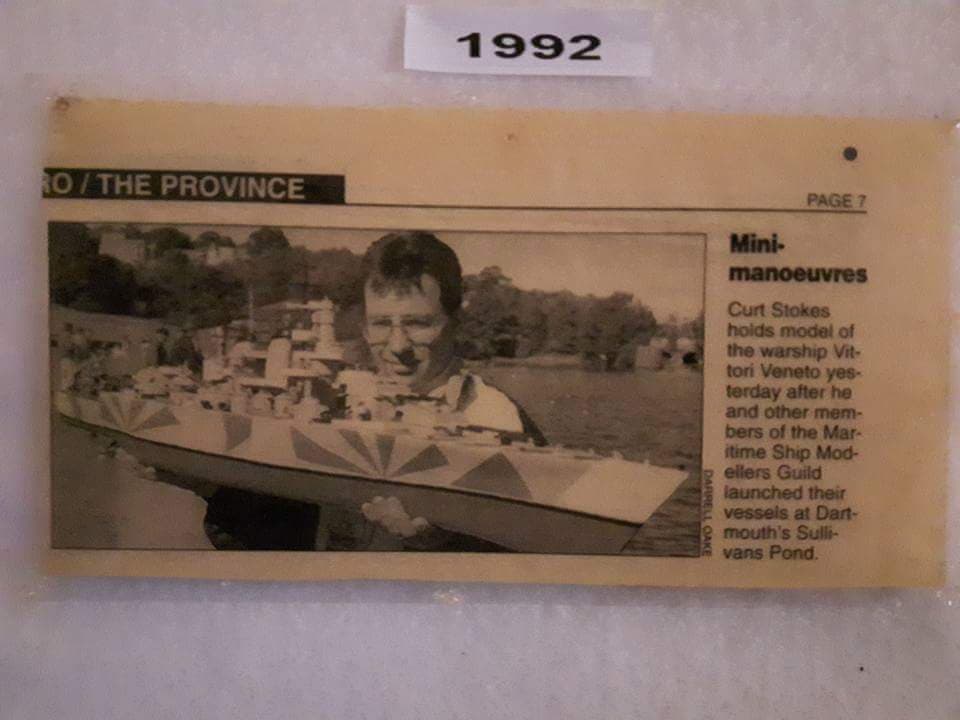 1992
RO / THE PROVINCE
PAGE 7
Mini-
manoeuvres
Curt Stokes
holds model of
the warship Vit-
tori Veneto yes-
terday after he
and other mem-
bers of the Mar-
itime Ship Mod-
ellers Guild
launched their
vessels at Dart-
mouth's Sulli-
vans Pond.
DARRELL OAKE